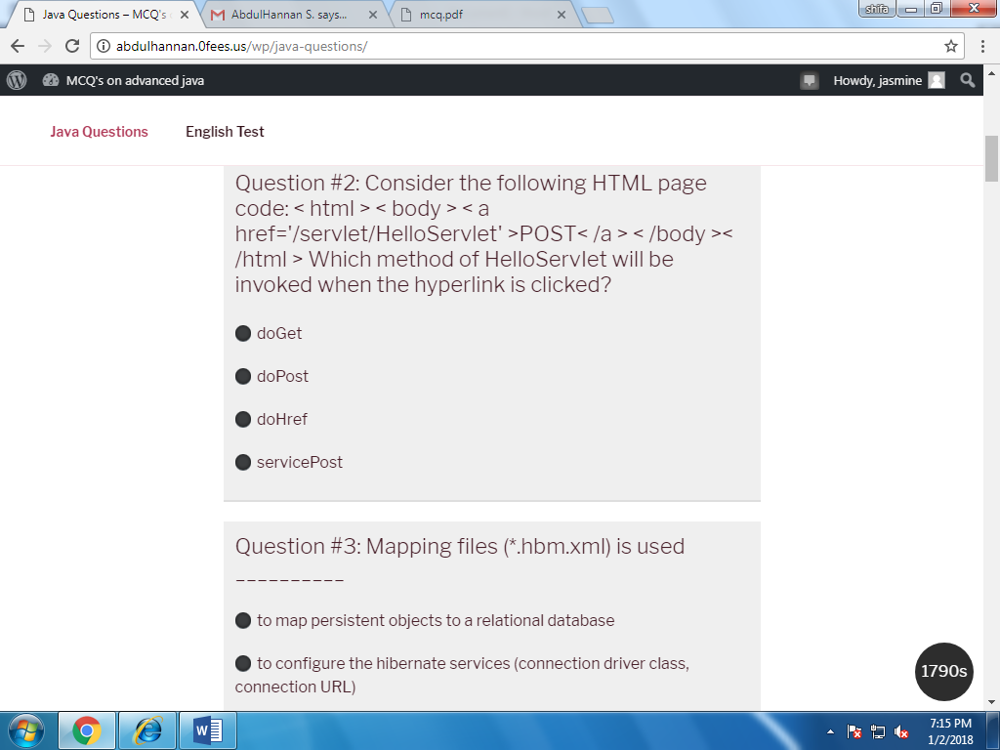 shifa
Java Questions – MCQ's
AbdulHannan S. says...
mcq.pdf
abdulhannan.0fees.us/wp/java-questions/
MCQ's on advanced java
Howdy, jasmine
Java Questions
English Test
Question #2: Consider the following HTML page
code: < html > < body > < a
href='/servlet/HelloServlet' >POST< /a > < /body ><
/html > Which method of HelloServlet will be
invoked when the hyperlink is clicked?
doGet
doPost
doHref
servicePost
Question #3: Mapping files (*.hbm.xml) is used
__________
to map persistent objects to a relational database
to configure the hibernate services (connection driver class,
connection URL)
1790s
7:15 PM
1/2/2018